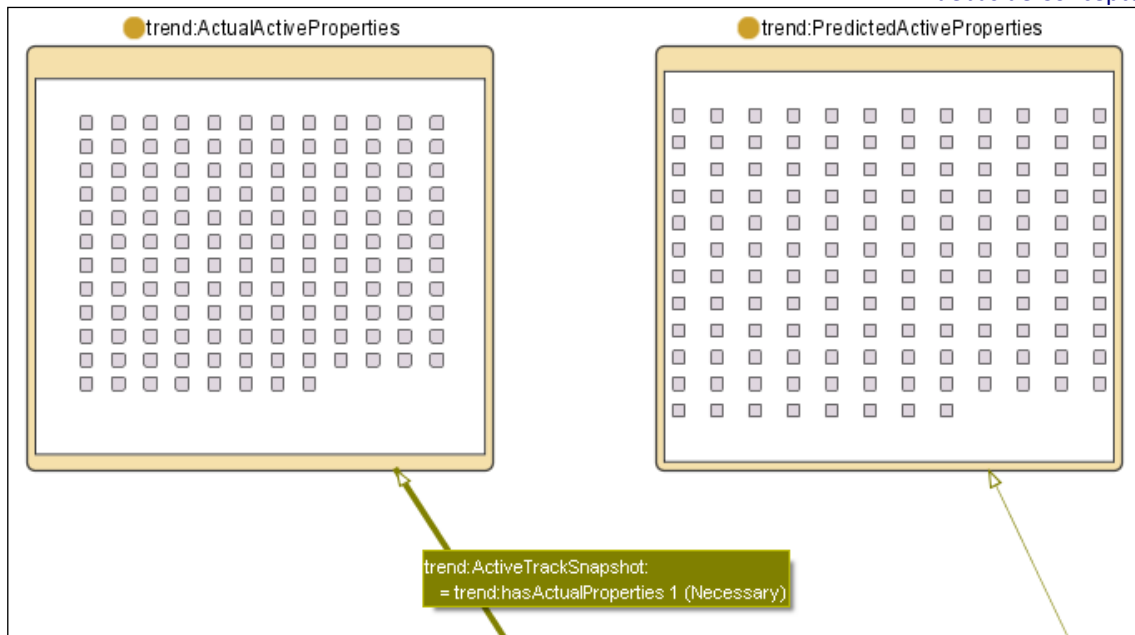 trend:ActualActiveProperties
trend:PredictedActiveProperties
trend:ActiveTrackSnapshot:
= trend:hasActualProperties 1 (Necessary)